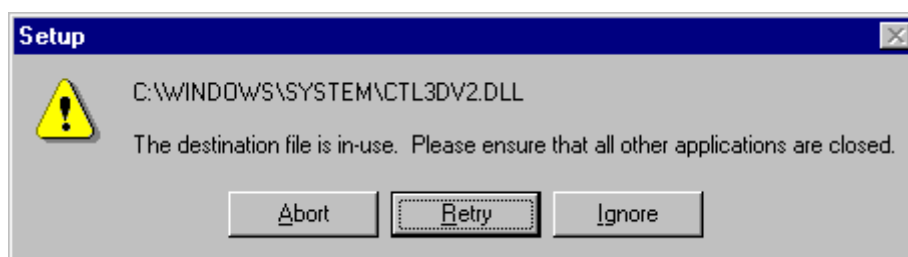 Setup
C:\WINDOWS\SYSTEM\CTL3DV2.DLL
The destination file is in-use.  Please ensure that all other applications are closed.
Abort Retry Ignore